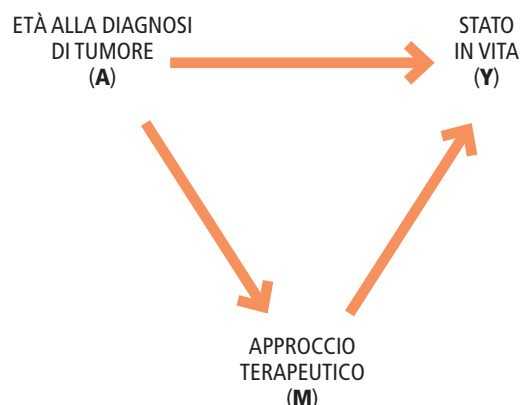 ETÀ ALLA DIAGNOSI
DI TUMORE
(A)
STATO
IN VITA
(Y)
APPROCCIO
TERAPEUTICO
(M)